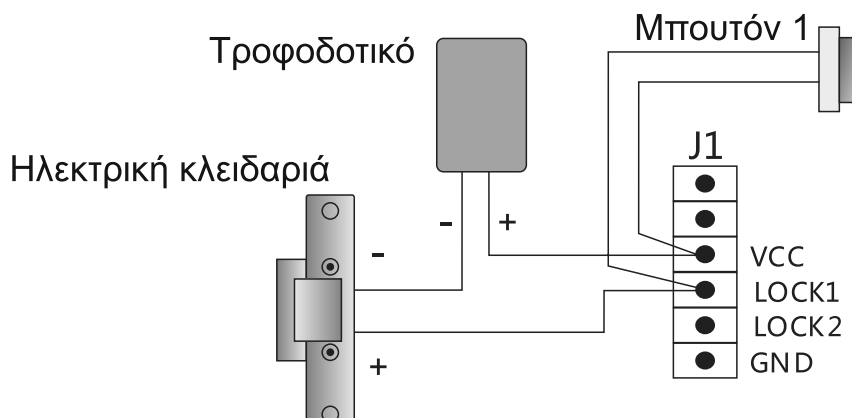 Μπουτόν 1
Τροφοδοτικό
J1
Ηλεκτρική κλειδαριά
- +
-
VCC
LOCK1
LOCK2
+
GND